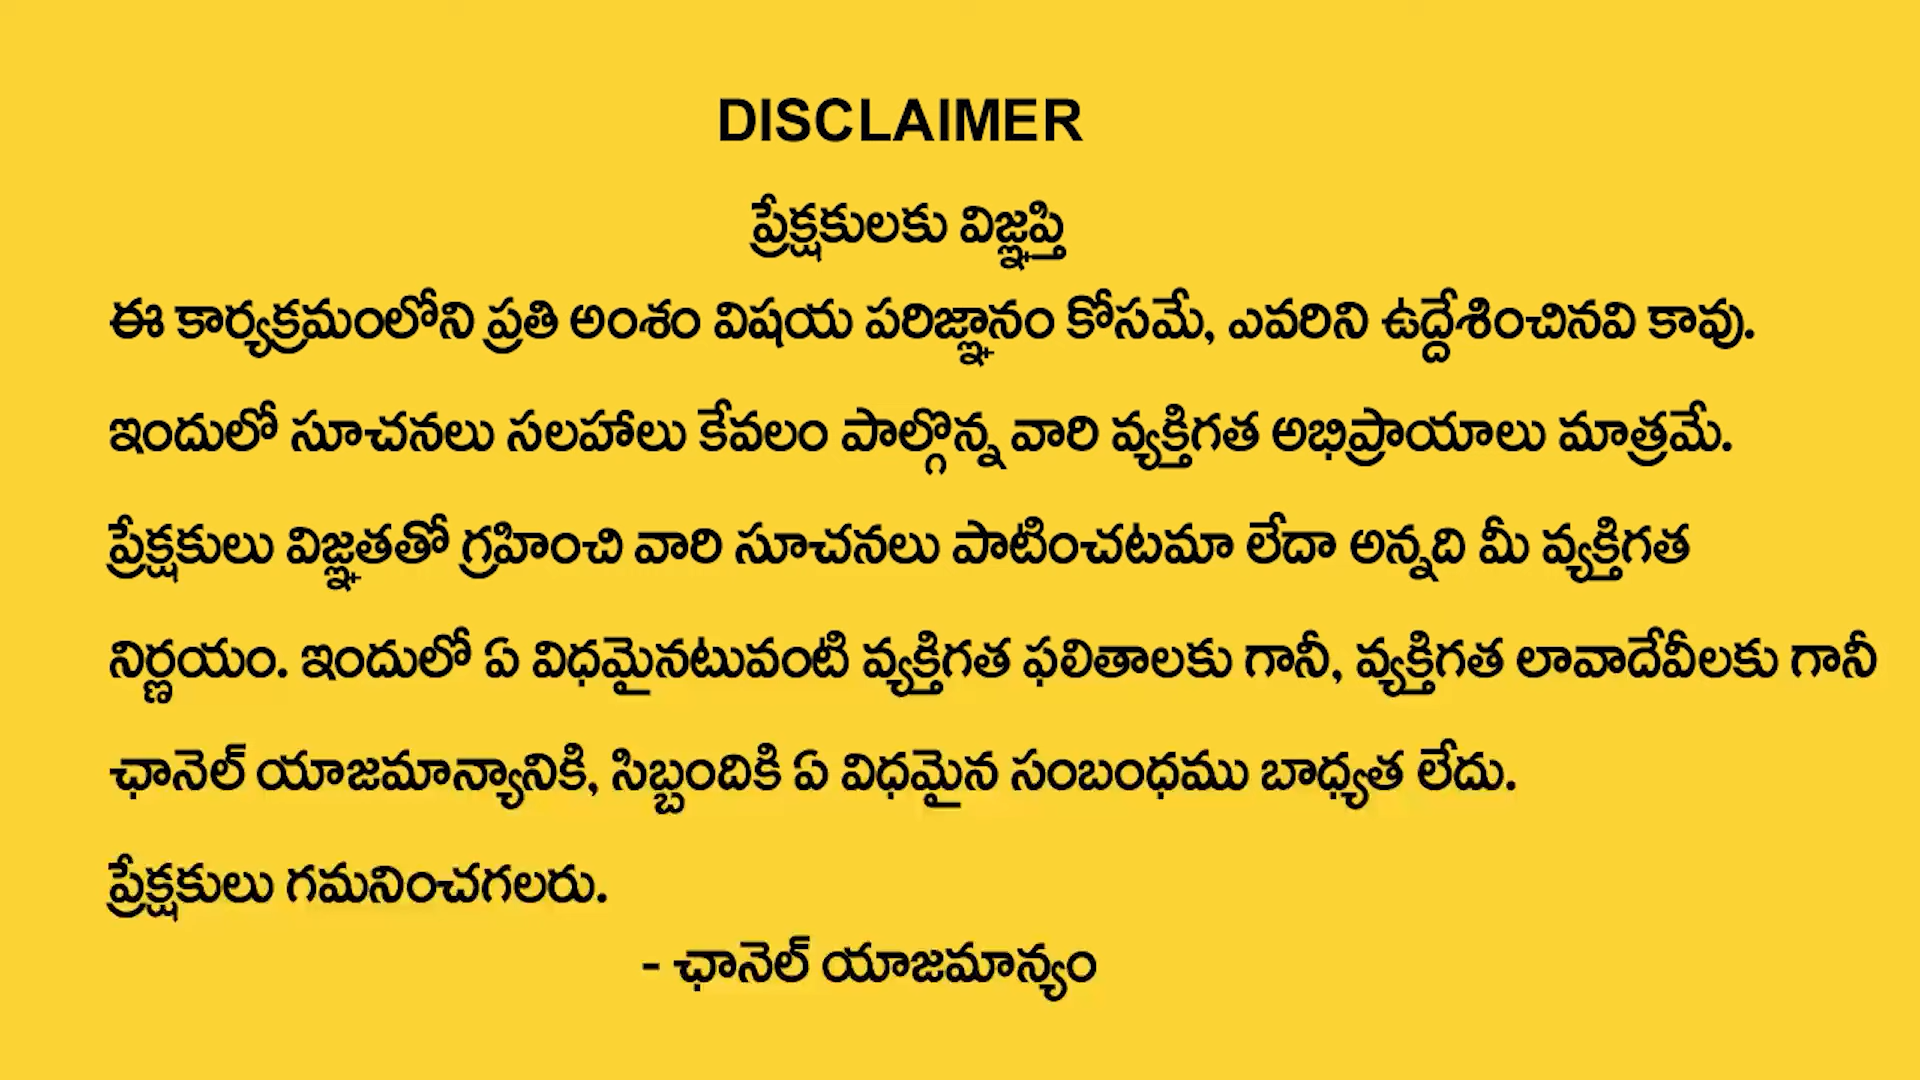 DISCLAIMER
ప్రేక్షకులకు విజ్ఞప్తి
ఈ కార్యక్రమంలోని ప్రతి అంశం విషయ పరిజ్ఞానం కోసమే, ఎవరిని ఉద్దేశించినవి కావు.
ఇందులో సూచనలు సలహాలు కేవలం పాల్గొన్న వారి వ్యక్తిగత అభిప్రాయాలు మాత్రమే.
ప్రేక్షకులు విజ్ఞతతో గ్రహించి వారి సూచనలు పాటించటమా లేదా అన్నది మీ వ్యక్తిగత
నిర్ణయం. ఇందులో ఏ విధమైనటువంటి వ్యక్తిగత ఫలితాలకు గానీ, వ్యక్తిగత లావాదేవీలకు గానీ
ఛానెల్ యాజమాన్యానికి, సిబ్బందికి ఏ విధమైన సంబంధము బాధ్యత లేదు.
ప్రేక్షకులు గమనించగలరు.
- ఛానెల్ యాజమాన్యం